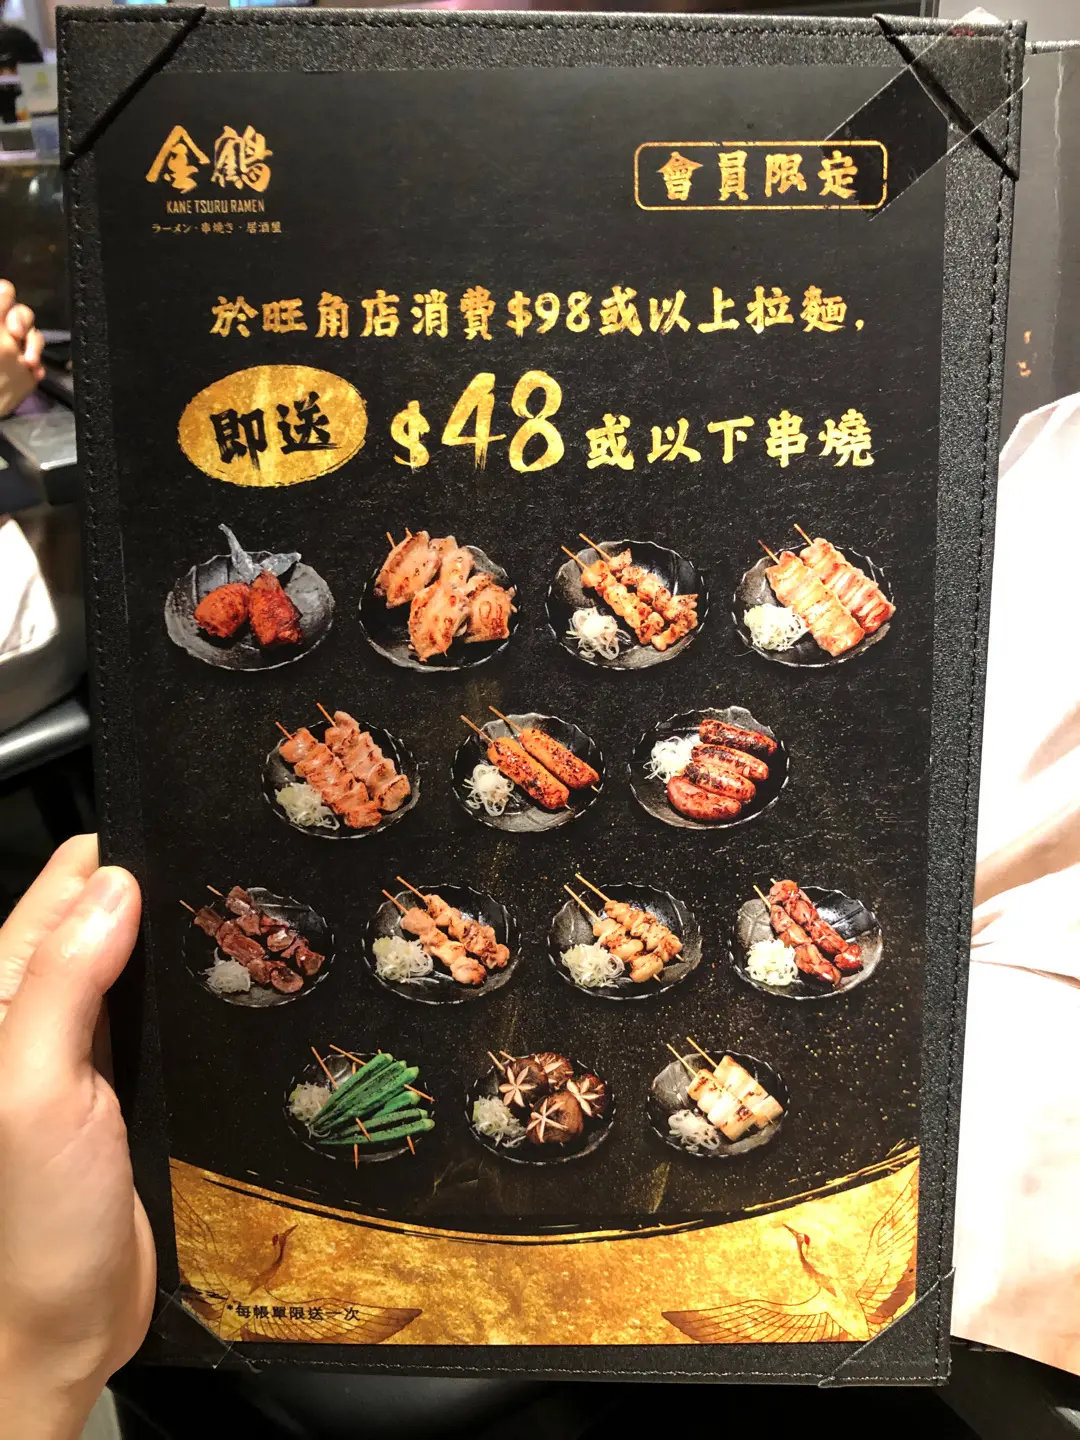 金鶴
KANE TSURU RAMEN
ラーメン・串焼き・居酒屋
會員限定
於旺角店消費$98或以上拉麵,
即送 $48 或以下串燒
*每帳單限送一次